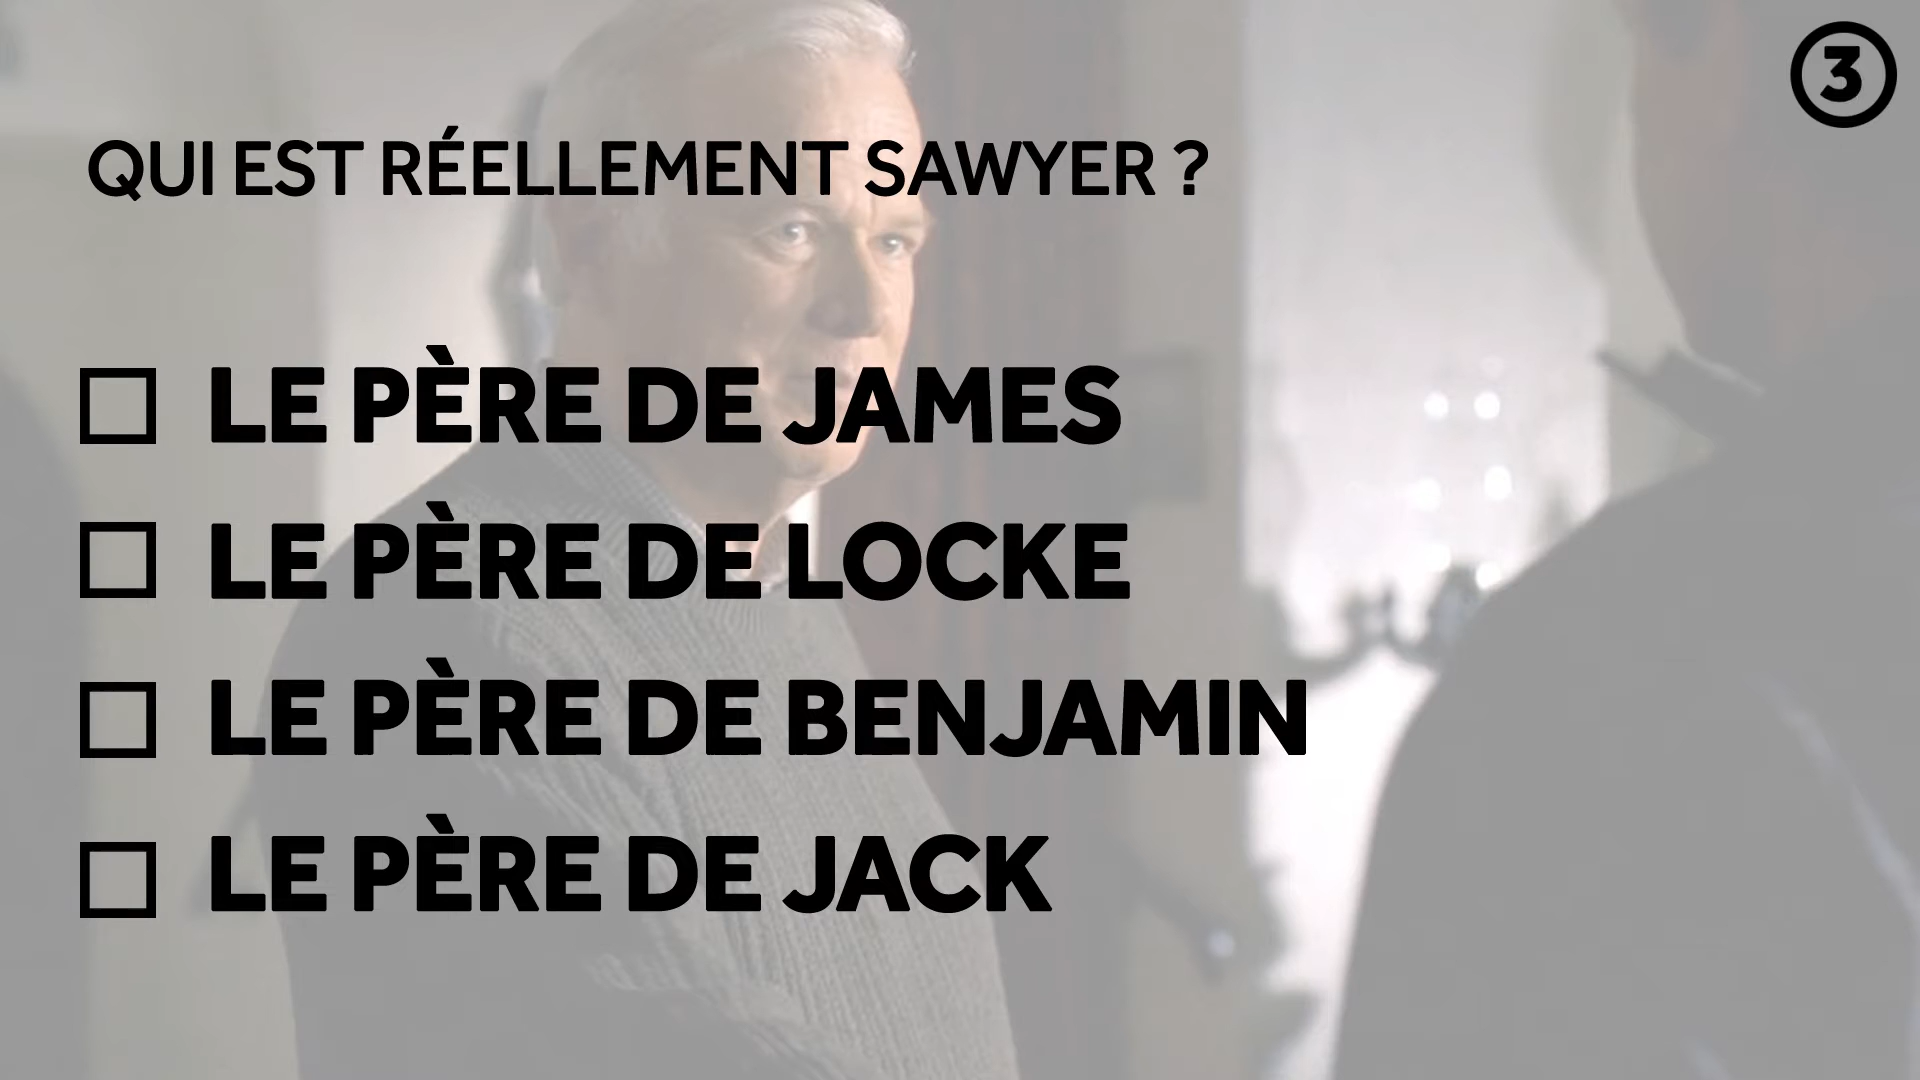 3
QUI EST RÉELLEMENT SAWYER ?
LE PÈRE DE JAMES
LE PÈRE DE LOCKE
LE PÈRE DE BENJAMIN
LE PÈRE DE JACK